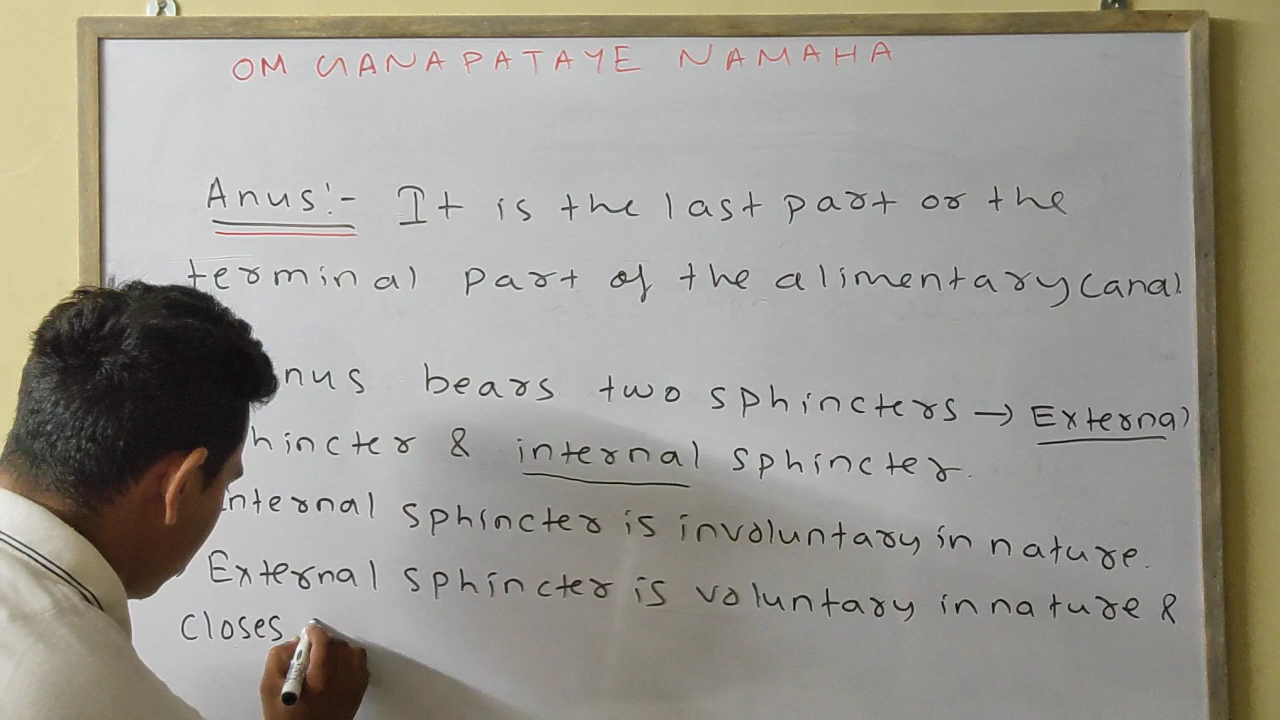 OM GANAPATAYE NAMAHA
Anus:- It is the last part or the
terminal part of the alimentary canal
nus bears two sphincters → External
hincter & internal sphincter.
Internal sphincter is involuntary in nature.
External sphincter is voluntary in nature &
closes